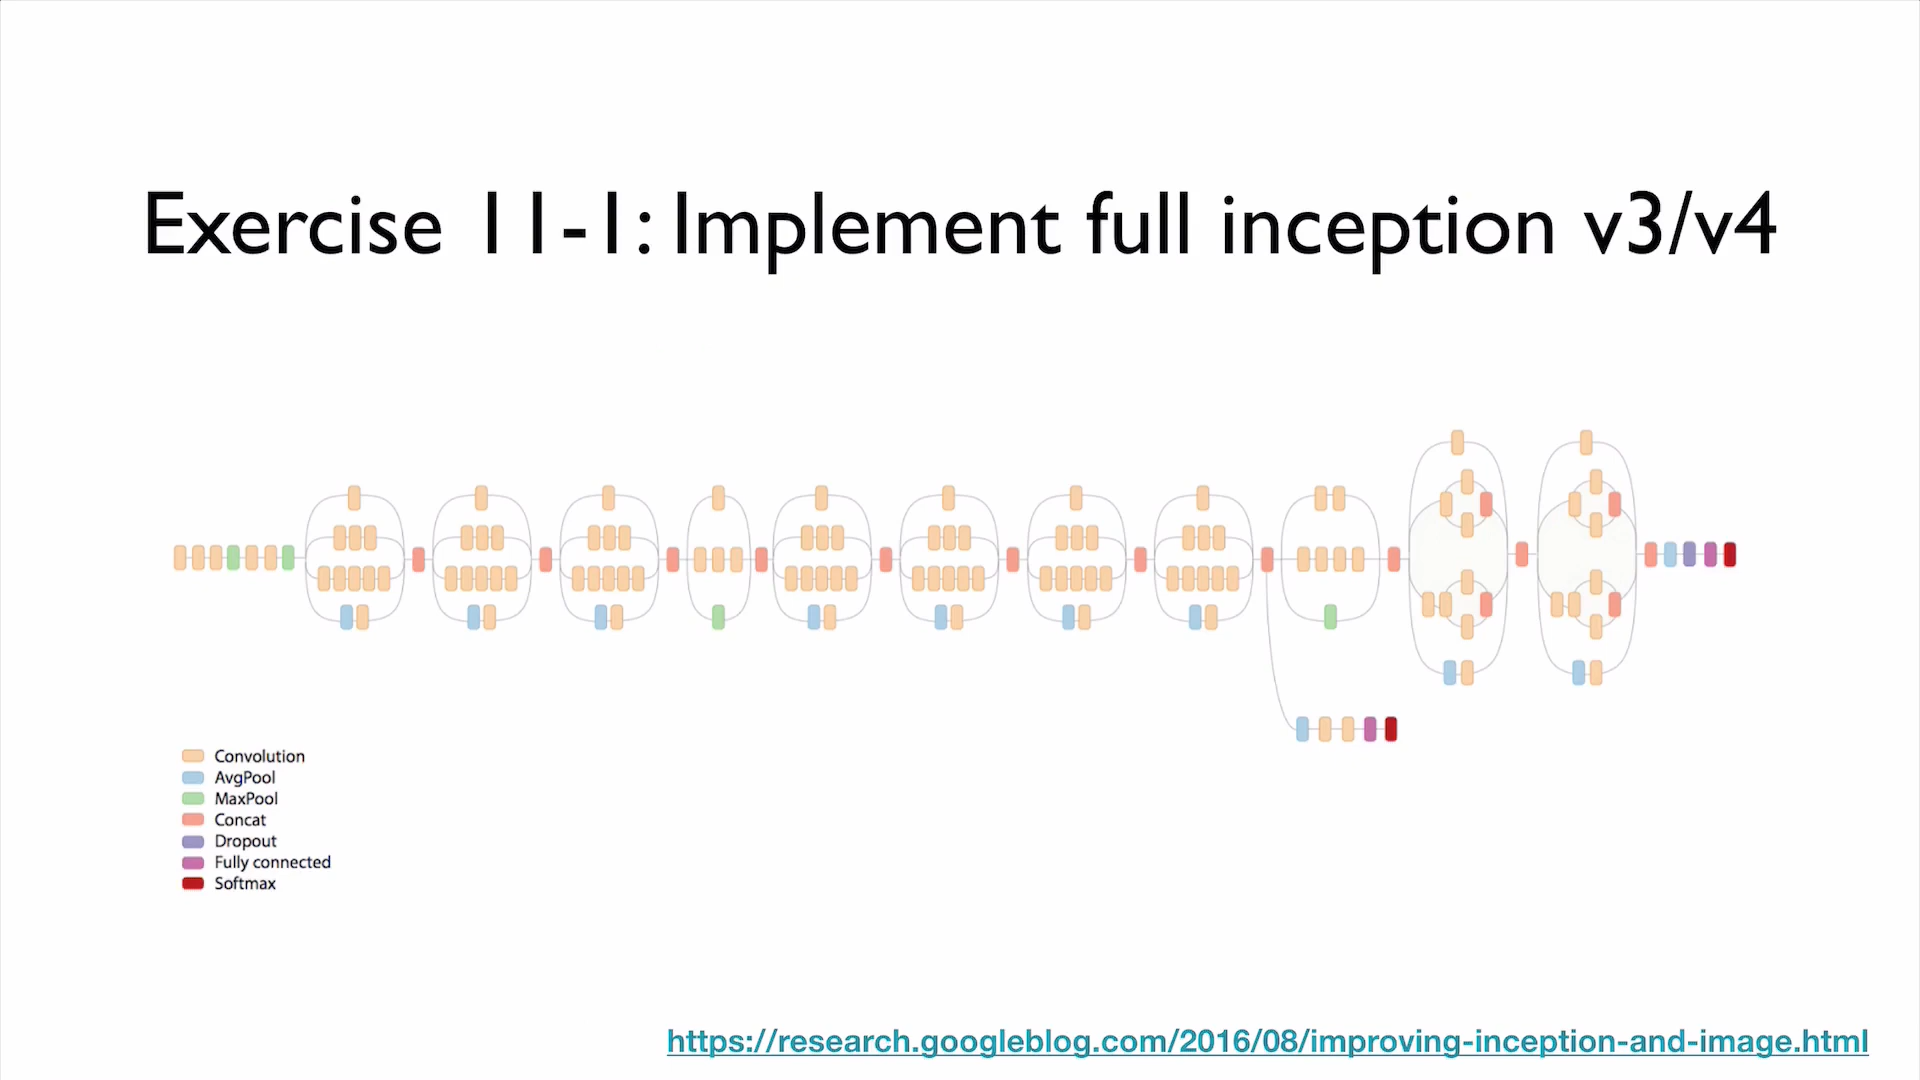 Exercise 11-1: Implement full inception v3/v4
Convolution
AvgPool
MaxPool
Concat
Dropout
Fully connected
Softmax
https://research.googleblog.com/2016/08/improving-inception-and-image.html